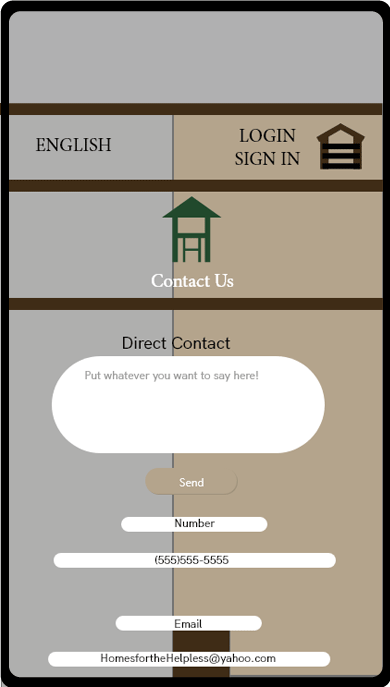 ENGLISH
LOGIN
SIGN IN
Contact Us
Direct Contact
Put whatever you want to say here!
Send
Number
(555)555-5555
Email
HomesfortheHelpless@yahoo.com